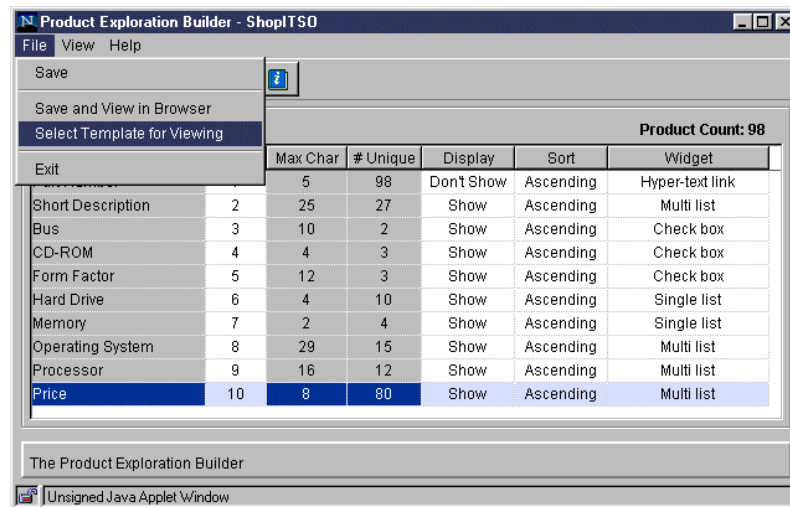 Product Exploration Builder - ShopITSO
File View Help
Save
Save and View in Browser
Select Template for Viewing
Exit
Product Count: 98
Max Char # Unique Display Sort Widget
5 98 Don't Show Ascending Hyper-text link
Short Description 2 25 27 Show Ascending Multi list
Bus 3 10 2 Show Ascending Check box
CD-ROM 4 4 3 Show Ascending Check box
Form Factor 5 12 3 Show Ascending Check box
Hard Drive 6 4 10 Show Ascending Single list
Memory 7 2 4 Show Ascending Single list
Operating System 8 29 15 Show Ascending Multi list
Processor 9 16 12 Show Ascending Multi list
Price 10 8 80 Show Ascending Multi list
The Product Exploration Builder
Unsigned Java Applet Window